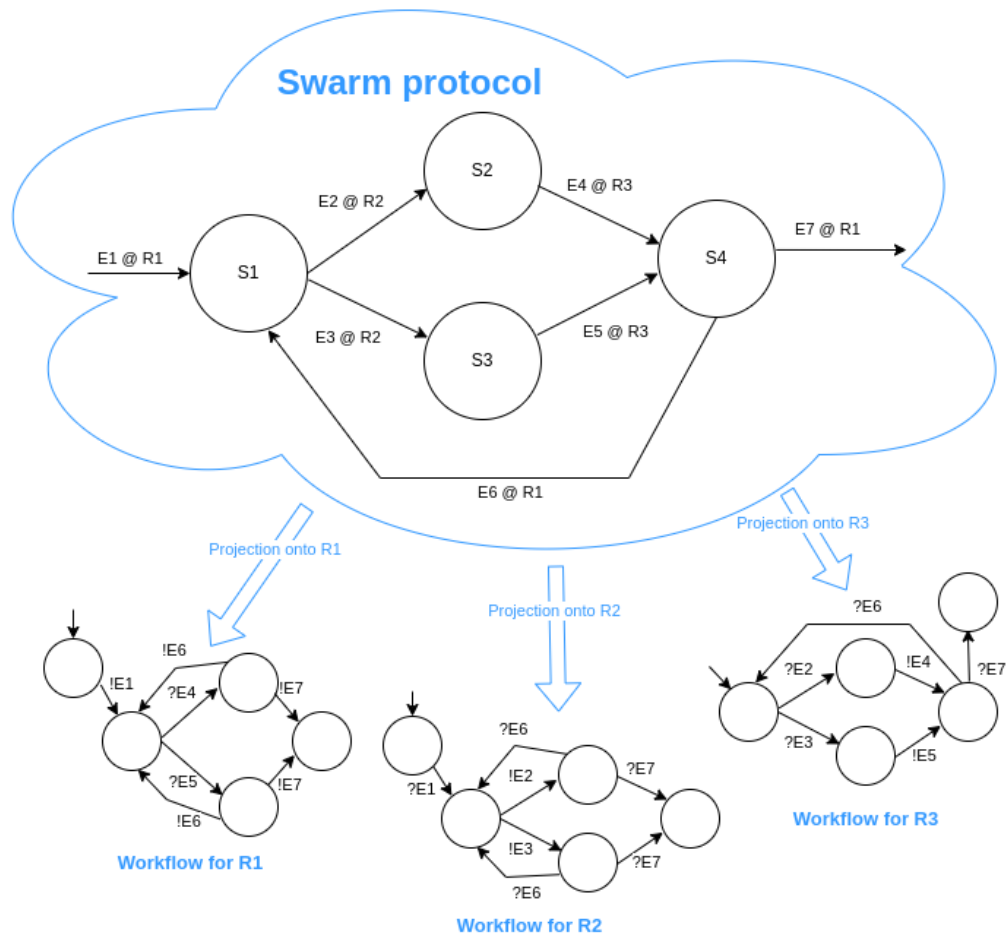 Swarm protocol
S2
E2 @ R2
E4 @ R3
E1 @ R1
S1
S4
E7 @ R1
E3 @ R2
S3
E5 @ R3
E6 @ R1
Projection onto R1
Projection onto R2
Projection onto R3
!E1
!E6
?E4
!E7
?E5
!E7
!E6
Workflow for R1
?E1
?E6
!E2
?E7
!E3
?E7
?E6
Workflow for R2
?E6
?E2
!E4
?E7
?E3
!E5
Workflow for R3